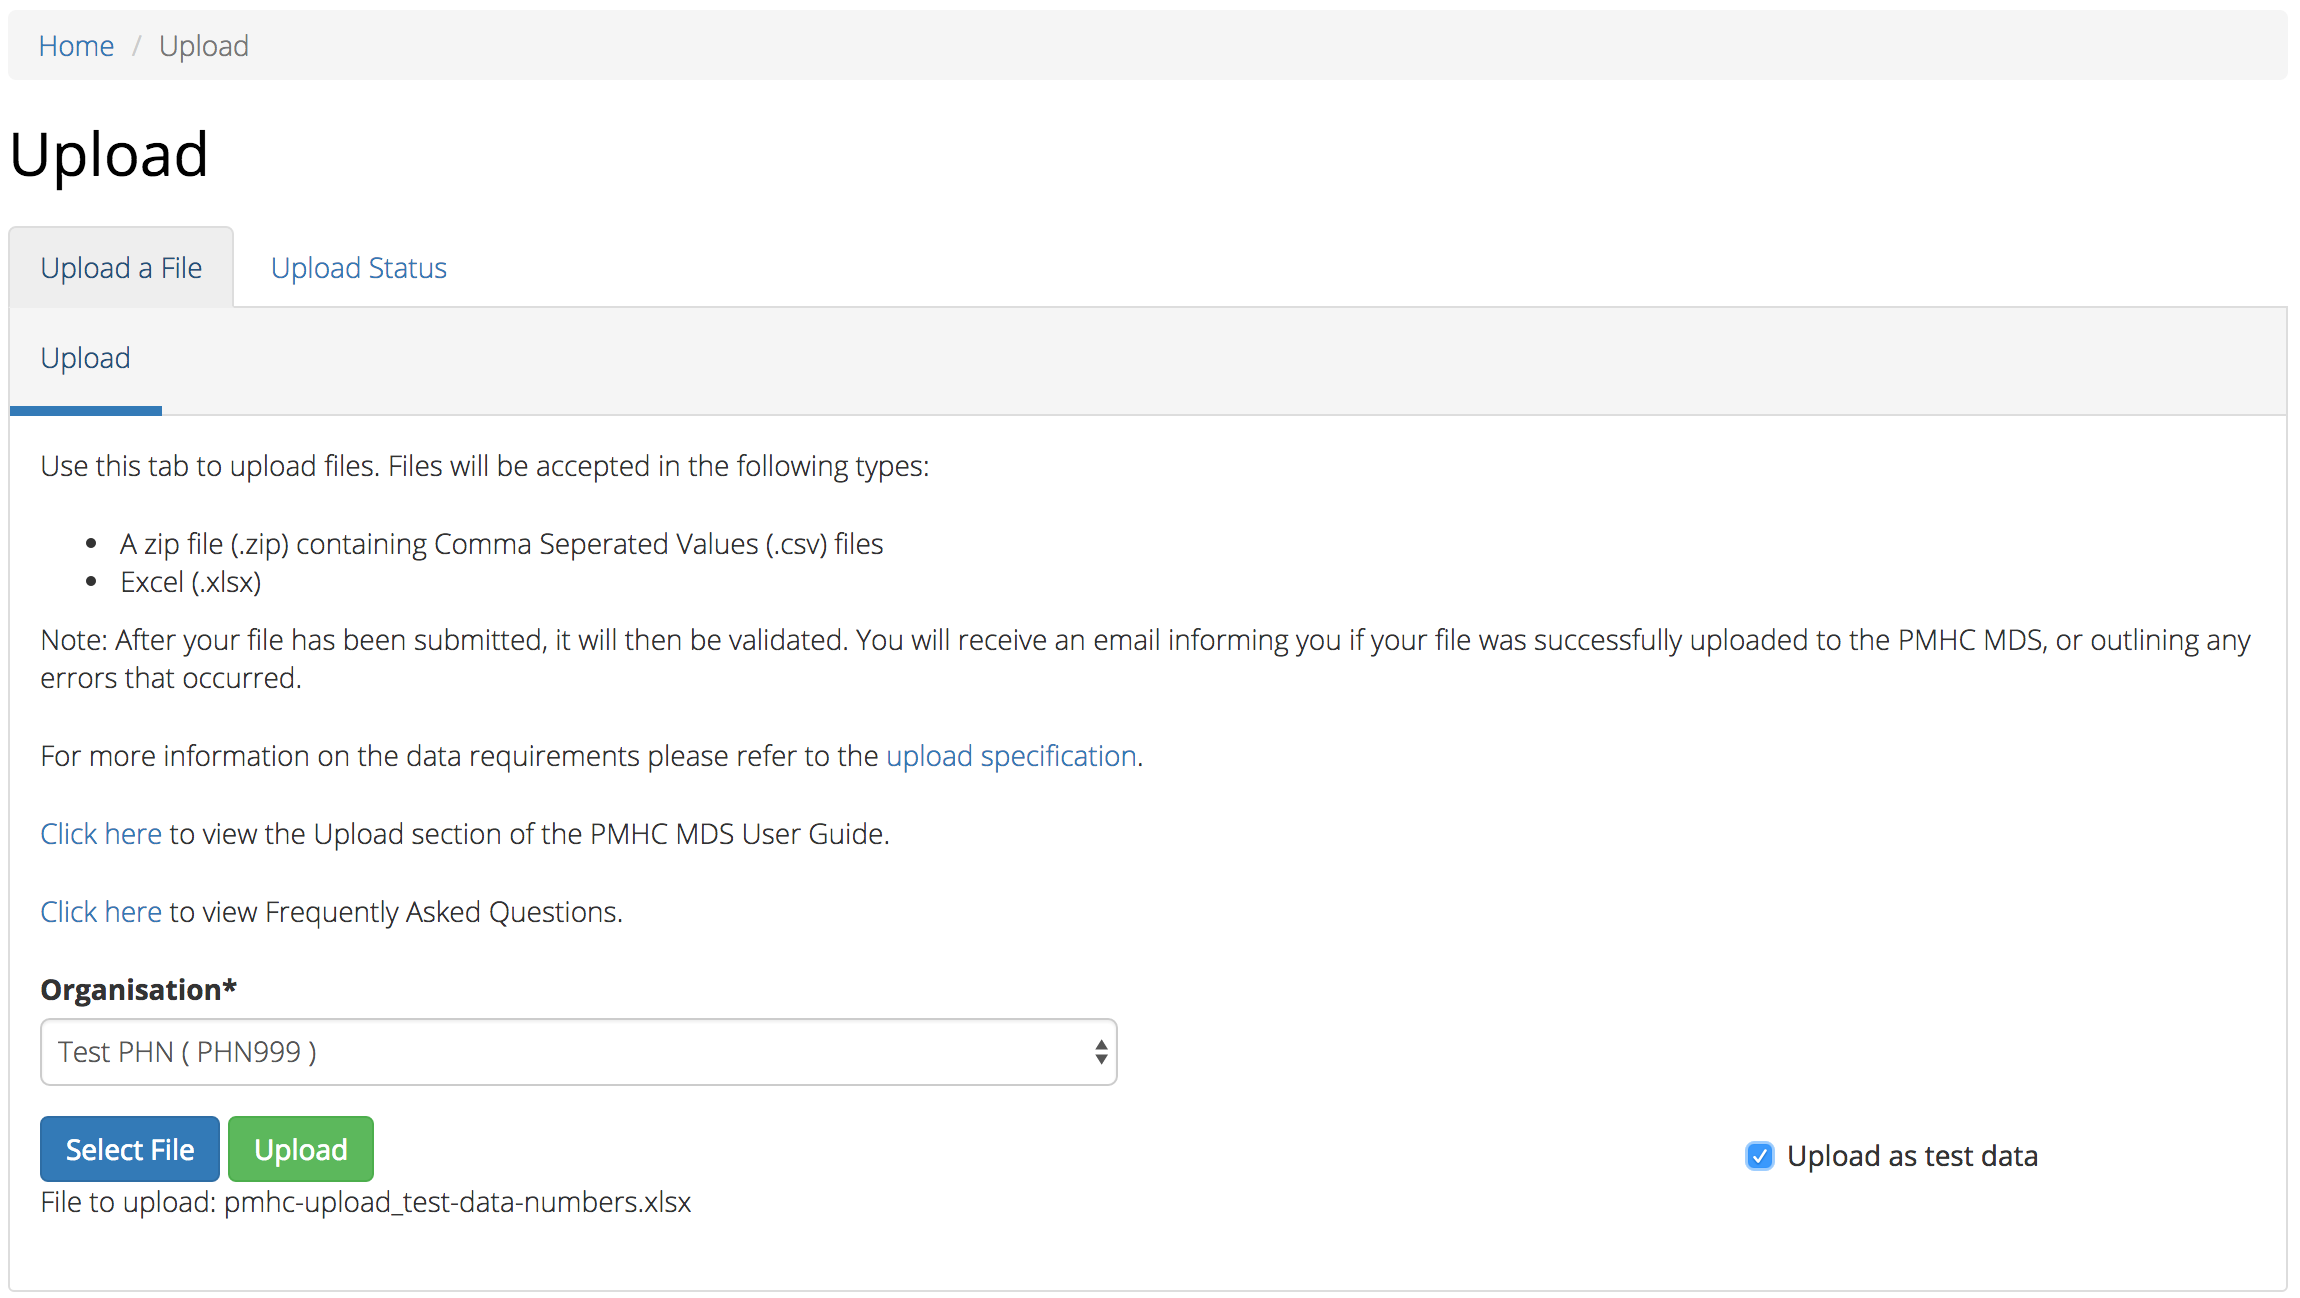 Home / Upload
Upload
Upload a File
Upload Status
Upload
Use this tab to upload files. Files will be accepted in the following types:
• A zip file (.zip) containing Comma Seperated Values (.csv) files
• Excel (.xlsx)
Note: After your file has been submitted, it will then be validated. You will receive an email informing you if your file was successfully uploaded to the PMHC MDS, or outlining any
errors that occurred.
For more information on the data requirements please refer to the upload specification.
Click here to view the Upload section of the PMHC MDS User Guide.
Click here to view Frequently Asked Questions.
Organisation*
Test PHN ( PHN999 )
Select File
Upload
Upload as test data
File to upload: pmhc-upload_test-data-numbers.xlsx